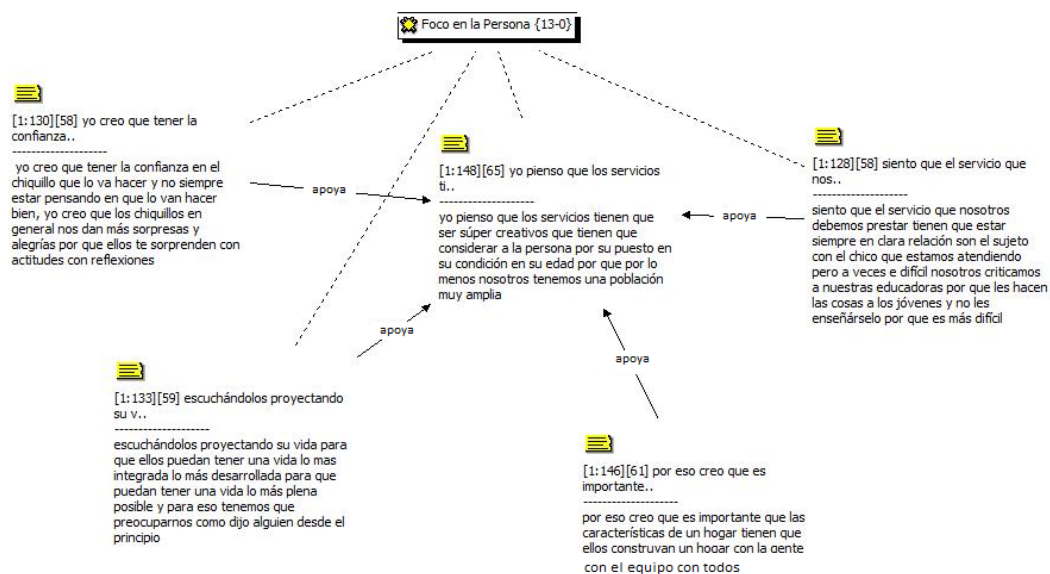 Foco en la Persona {13-0}
[1:130][58] yo creo que tener la
confianza..
--------------------
yo creo que tener la confianza en el
chiquillo que lo va hacer y no siempre
estar pensando en que lo van hacer
bien, yo creo que los chiquillos en
general nos dan más sorpresas y
alegrías por que ellos te sorprenden con
actitudes con reflexiones
apoya
[1:148][65] yo pienso que los servicios
ti..
--------------------
yo pienso que los servicios tienen que
ser súper creativos que tienen que
considerar a la persona por su puesto en
su condición en su edad por que por lo
menos nosotros tenemos una población
muy amplia
apoya
[1:128][58] siento que el servicio que
nos..
--------------------
siento que el servicio que nosotros
debemos prestar tienen que estar
siempre en clara relación son el sujeto
con el chico que estamos atendiendo
pero a veces e difícil nosotros criticamos
a nuestras educadoras por que les hacen
las cosas a los jóvenes y no les
enseñárselo por que es más difícil
apoya
apoya
[1:133][59] escuchándolos proyectando
su v..
--------------------
escuchándolos proyectando su vida para
que ellos puedan tener una vida lo mas
integrada lo más desarrollada para que
puedan tener una vida lo más plena
posible y para eso tenemos que
preocuparnos como dijo alguien desde el
principio
[1:146][61] por eso creo que es
importante..
--------------------
por eso creo que es importante que las
características de un hogar tienen que
ellos construyan un hogar con la gente
con el equipo con todos